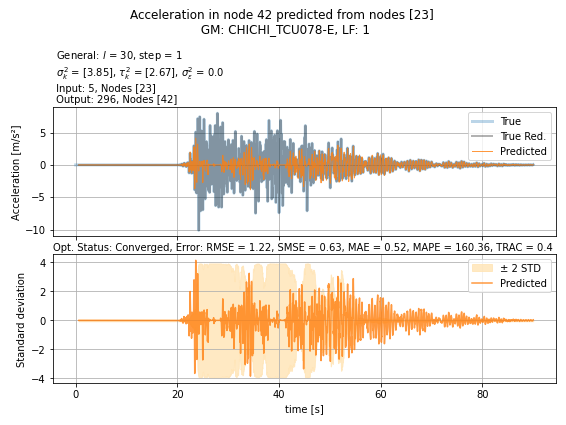 Acceleration in node 42 predicted from nodes [23]
GM: CHICHI_TCU078-E, LF: 1
General: l = 30, step = 1
σ²ₖ = [3.85], τ²ₖ = [2.67], σ²ε = 0.0
Input: 5, Nodes [23]
Output: 296, Nodes [42]
Acceleration [m/s²]
5
0
−5
−10
True
True Red.
Predicted
Opt. Status: Converged, Error: RMSE = 1.22, SMSE = 0.63, MAE = 0.52, MAPE = 160.36, TRAC = 0.4
Standard deviation
4
2
0
−2
−4
± 2 STD
Predicted
0 20 40 60 80
time [s]